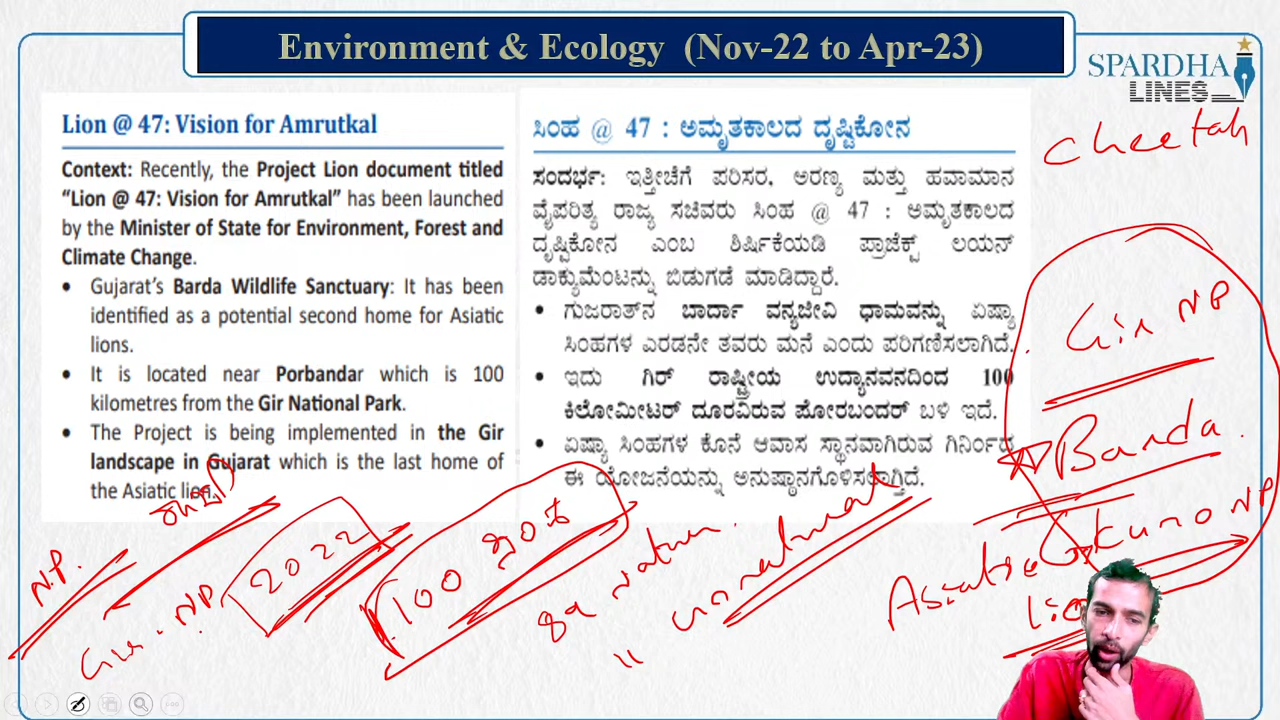 Environment & Ecology (Nov-22 to Apr-23)
SPARDHA
LINES
Lion @ 47: Vision for Amrutkal
Context: Recently, the Project Lion document titled
"Lion @ 47: Vision for Amrutkal" has been launched
by the Minister of State for Environment, Forest and
Climate Change.
• Gujarat's Barda Wildlife Sanctuary: It has been
identified as a potential second home for Asiatic
lions.
• It is located near Porbandar which is 100
kilometres from the Gir National Park.
• The Project is being implemented in the Gir
landscape in Gujarat which is the last home of
the Asiatic lion.
ಸಿಂಹ @ 47 : ಅಮೃತಕಾಲದ ದೃಷ್ಟಿಕೋನ
ಸಂದರ್ಭ: ಇತ್ತೀಚೆಗೆ ಪರಿಸರ, ಅರಣ್ಯ ಮತ್ತು ಹವಾಮಾನ
ವೈಪರಿತ್ಯ ರಾಜ್ಯ ಸಚಿವರು ಸಿಂಹ @ 47 : ಅಮೃತಕಾಲದ
ದೃಷ್ಟಿಕೋನ ಎಂಬ ಶಿರ್ಷಿಕೆಯಡಿ ಪ್ರಾಜೆಕ್ಟ್ ಲಯನ್
ಡಾಕ್ಯುಮೆಂಟನ್ನು ಬಿಡುಗಡೆ ಮಾಡಿದ್ದಾರೆ.
• ಗುಜರಾತ್‌ನ ಬಾರ್ದಾ ವನ್ಯಜೀವಿ ಧಾಮವನ್ನು ಏಷ್ಯಾ
ಸಿಂಹಗಳ ಎರಡನೇ ತವರು ಮನೆ ಎಂದು ಪರಿಗಣಿಸಲಾಗಿದೆ.
• ಇದು ಗಿರ್ ರಾಷ್ಟ್ರೀಯ ಉದ್ಯಾನವನದಿಂದ 100
ಕಿಲೋಮೀಟರ್ ದೂರವಿರುವ ಪೋರಬಂದರ್ ಬಳಿ ಇದೆ.
• ಏಷ್ಯಾ ಸಿಂಹಗಳ ಕೊನೆ ಆವಾಸ ಸ್ಥಾನವಾಗಿರುವ ಗಿರ್ನಿಂದ
ಈ ಯೋಜನೆಯನ್ನು ಅನುಷ್ಠಾನಗೊಳಿಸಲಾಗ್ತಿದೆ.
cheetah
Gir NP
Barda
kuno NP
Asiatic
lio
N.P.
Gir. NP
2022
100
unnatural